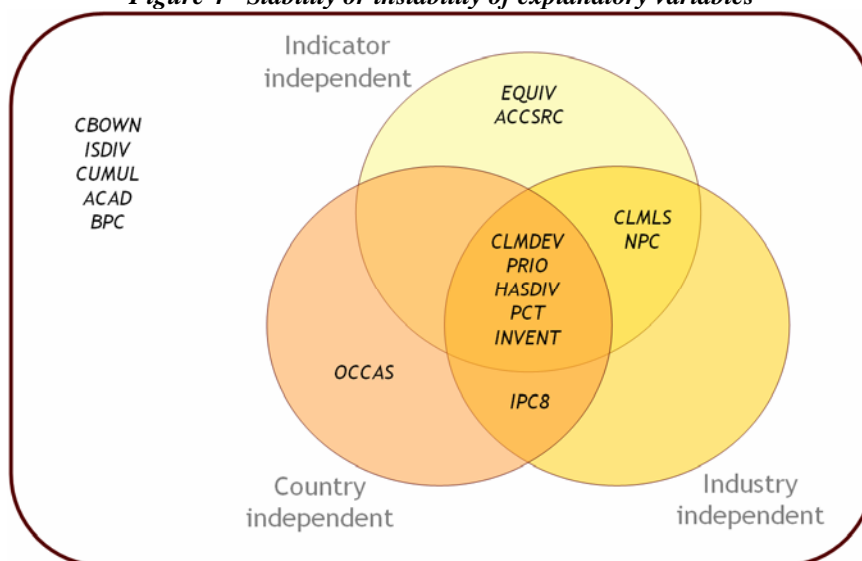 Figure 4 - Stability or instability of explanatory variables
Indicator
independent
EQUIV
ACCSRC
CBOWN
ISDIV
CUMUL
ACAD
BPC
CLMLS
NPC
CLMDEV
PRIO
HASDIV
PCT
INVENT
OCCAS
IPC8
Country
independent
Industry
independent